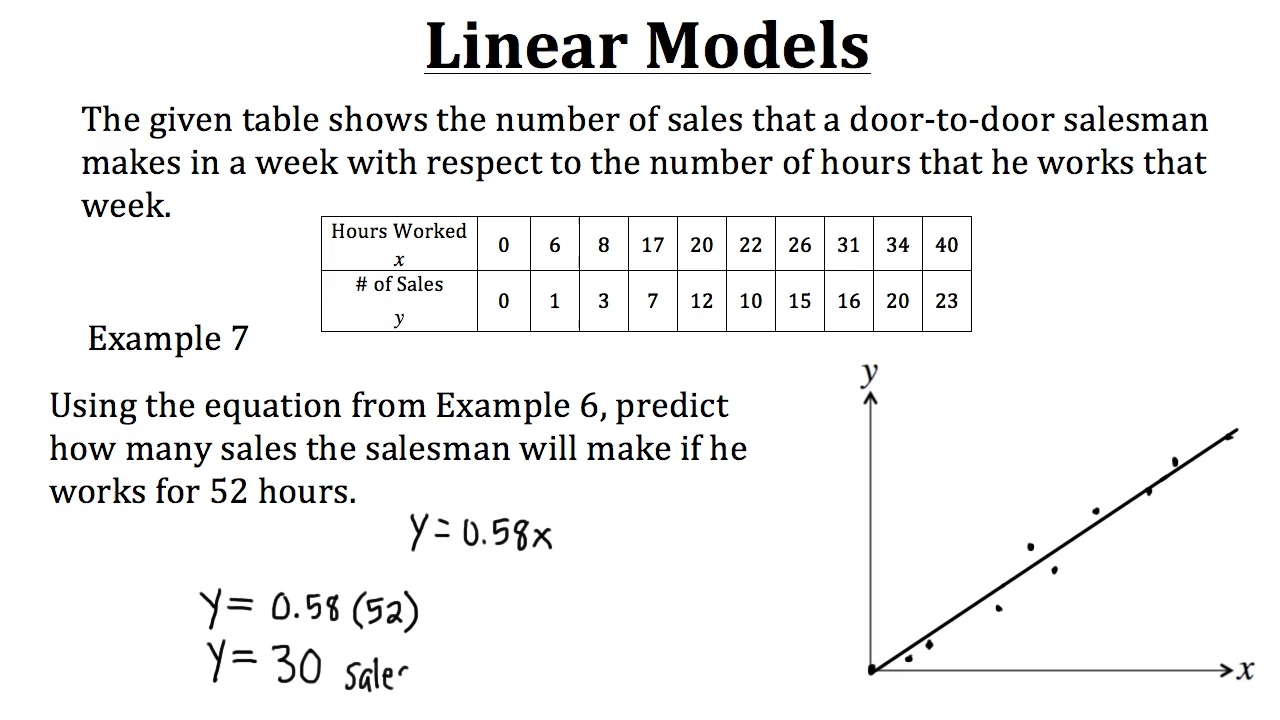 Linear Models
The given table shows the number of sales that a door-to-door salesman
makes in a week with respect to the number of hours that he works that
week.
Hours Worked
x
0 6 8 17 20 22 26 31 34 40
# of Sales
y
0 1 3 7 12 10 15 16 20 23
Example 7
Using the equation from Example 6, predict
how many sales the salesman will make if he
works for 52 hours.
y = 0.58x
y = 0.58 (52)
y = 30 sales
y
x